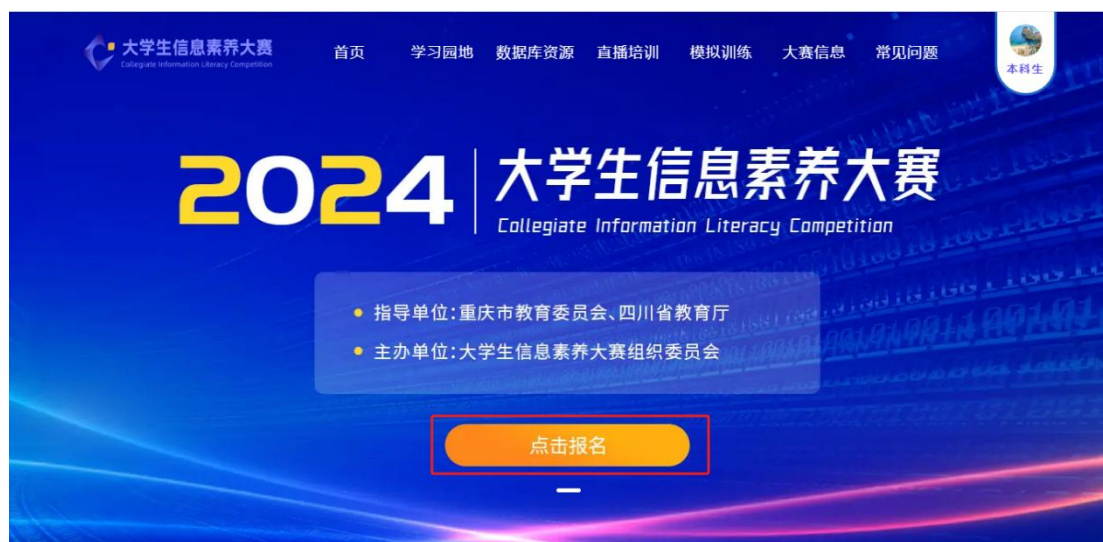 大学生信息素养大赛
Collegiate Information Literacy Competition
首页 学习园地 数据库资源 直播培训 模拟训练 大赛信息 常见问题
本科生
2024 大学生信息素养大赛
Collegiate Information Literacy Competition
指导单位:重庆市教育委员会、四川省教育厅
主办单位:大学生信息素养大赛组织委员会
点击报名